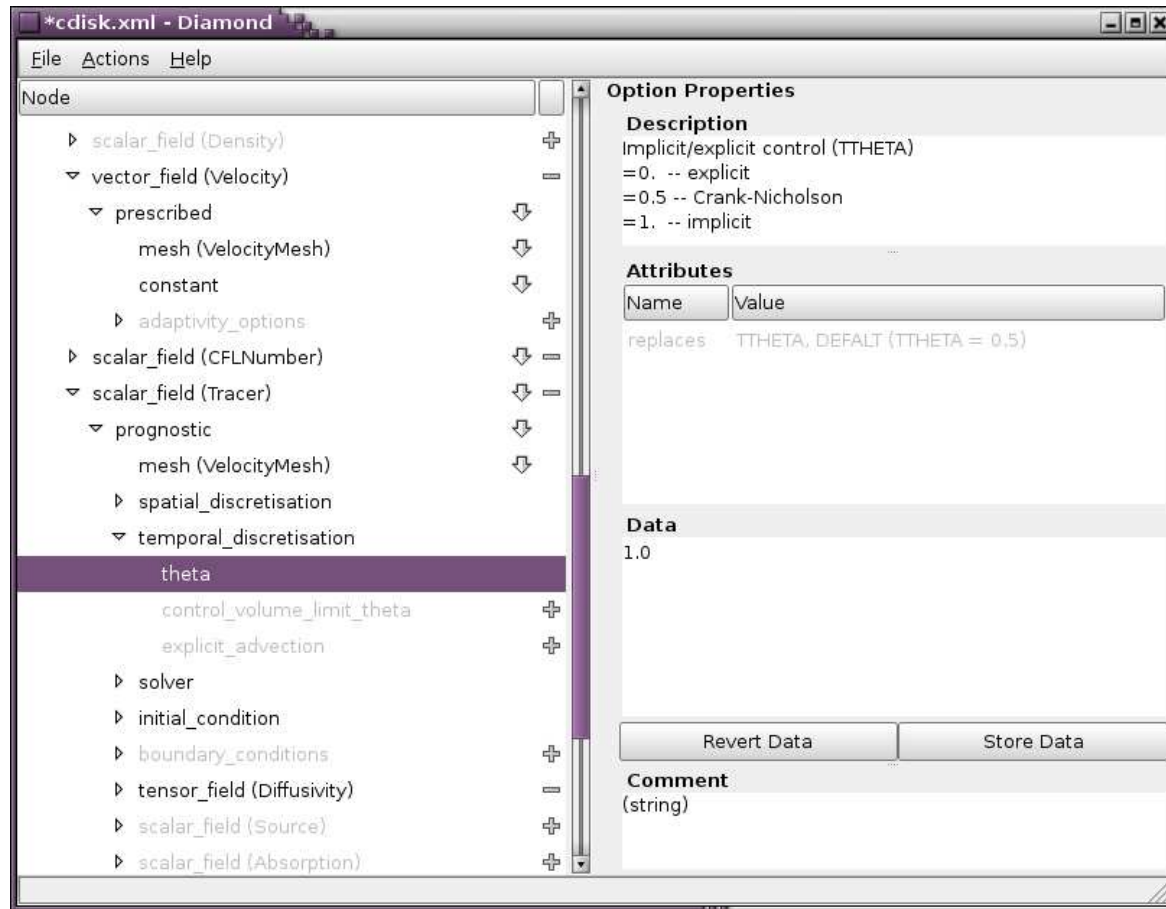 *cdisk.xml - Diamond
File Actions Help
Node
scalar_field (Density)
vector_field (Velocity)
prescribed
mesh (VelocityMesh)
constant
adaptivity_options
scalar_field (CFLNumber)
scalar_field (Tracer)
prognostic
mesh (VelocityMesh)
spatial_discretisation
temporal_discretisation
theta
control_volume_limit_theta
explicit_advection
solver
initial_condition
boundary_conditions
tensor_field (Diffusivity)
scalar_field (Source)
scalar_field (Absorption)
Option Properties
Description
Implicit/explicit control (TTHETA)
=0. -- explicit
=0.5 -- Crank-Nicholson
=1. -- implicit
Attributes
Name Value
replaces TTHETA, DEFALT (TTHETA = 0.5)
Data
1.0
Revert Data Store Data
Comment
(string)